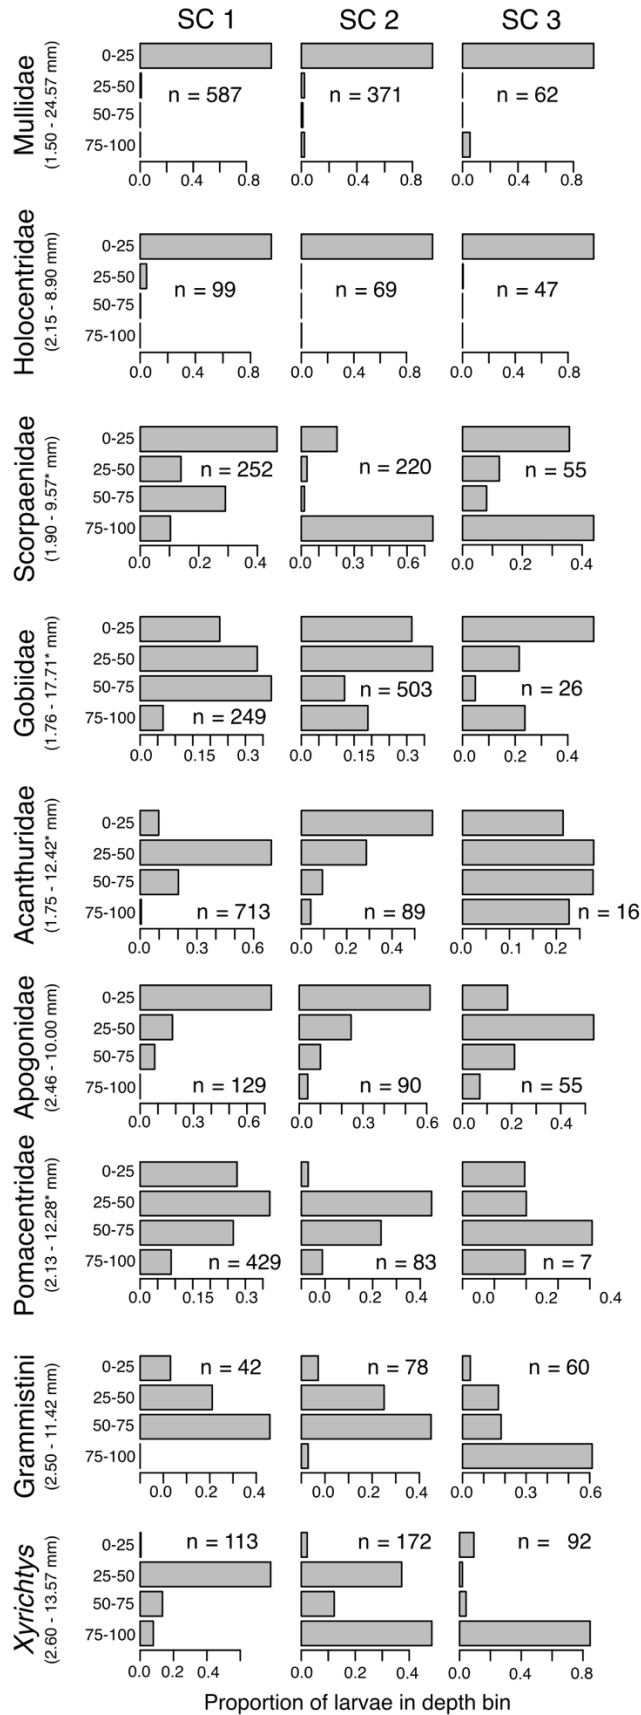 SC 1 SC 2 SC 3
Mullidae
(1.50 - 24.57 mm)
0-25
25-50
50-75
75-100
n = 587 n = 371 n = 62
0.0 0.4 0.8 0.0 0.4 0.8 0.0 0.4 0.8
Holocentridae
(2.15 - 8.90 mm)
0-25
25-50
50-75
75-100
n = 99 n = 69 n = 47
0.0 0.4 0.8 0.0 0.4 0.8 0.0 0.4 0.8
Scorpaenidae
(1.90 - 9.57* mm)
0-25
25-50
50-75
75-100
n = 252 n = 220 n = 55
0.0 0.2 0.4 0.0 0.3 0.6 0.0 0.2 0.4
Gobiidae
(1.76 - 17.71* mm)
0-25
25-50
50-75
75-100
n = 249 n = 503 n = 26
0.0 0.15 0.3 0.0 0.15 0.3 0.0 0.2 0.4
Acanthuridae
(1.75 - 12.42* mm)
0-25
25-50
50-75
75-100
n = 713 n = 89 n = 16
0.0 0.3 0.6 0.0 0.2 0.4 0.0 0.1 0.2
Apogonidae
(2.46 - 10.00 mm)
0-25
25-50
50-75
75-100
n = 129 n = 90 n = 55
0.0 0.3 0.6 0.0 0.3 0.6 0.0 0.2 0.4
Pomacentridae
(2.13 - 12.28* mm)
0-25
25-50
50-75
75-100
n = 429 n = 83 n = 7
0.0 0.15 0.3 0.0 0.2 0.4 0.0 0.2 0.4
Grammistini
(2.50 - 11.42 mm)
0-25
25-50
50-75
75-100
n = 42 n = 78 n = 60
0.0 0.2 0.4 0.0 0.2 0.4 0.0 0.3 0.6
Xyrichtys
(2.60 - 13.57 mm)
0-25
25-50
50-75
75-100
n = 113 n = 172 n = 92
0.0 0.2 0.6 0.0 0.2 0.4 0.0 0.4 0.8
Proportion of larvae in depth bin